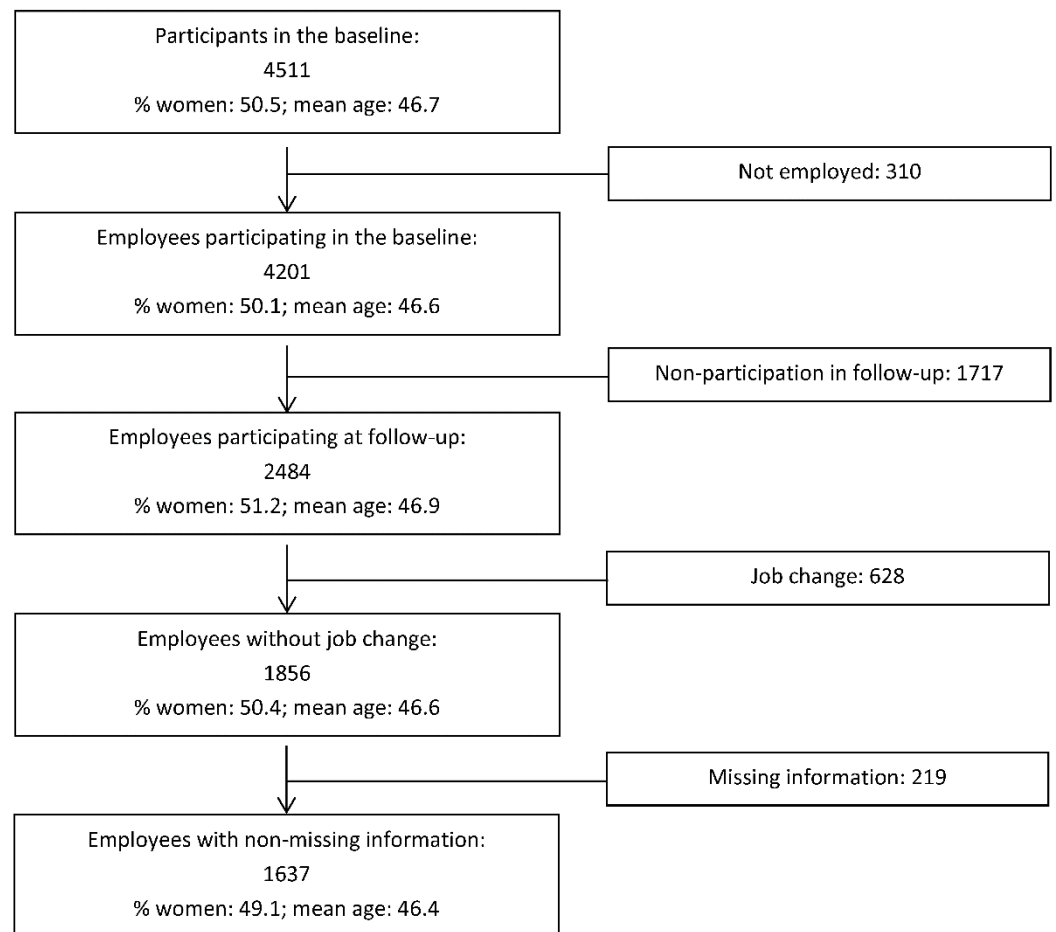 Participants in the baseline:
4511
% women: 50.5; mean age: 46.7
Not employed: 310
Employees participating in the baseline:
4201
% women: 50.1; mean age: 46.6
Non-participation in follow-up: 1717
Employees participating at follow-up:
2484
% women: 51.2; mean age: 46.9
Job change: 628
Employees without job change:
1856
% women: 50.4; mean age: 46.6
Missing information: 219
Employees with non-missing information:
1637
% women: 49.1; mean age: 46.4